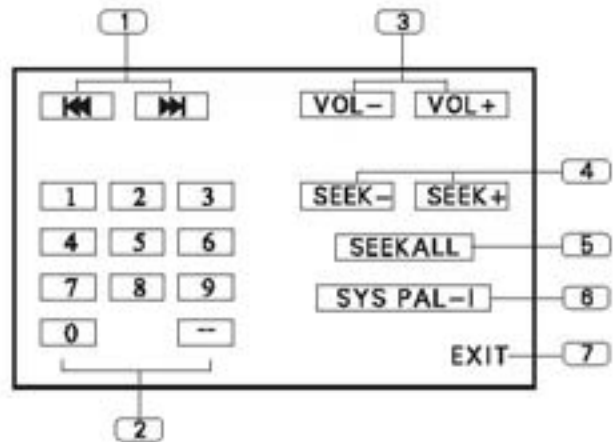 1 3
VOL- VOL+
4
SEEK- SEEK+
1 2 3
4 5 6
SEEKALL 5
7 8 9
SYS PAL-I 6
0 --
EXIT 7
2